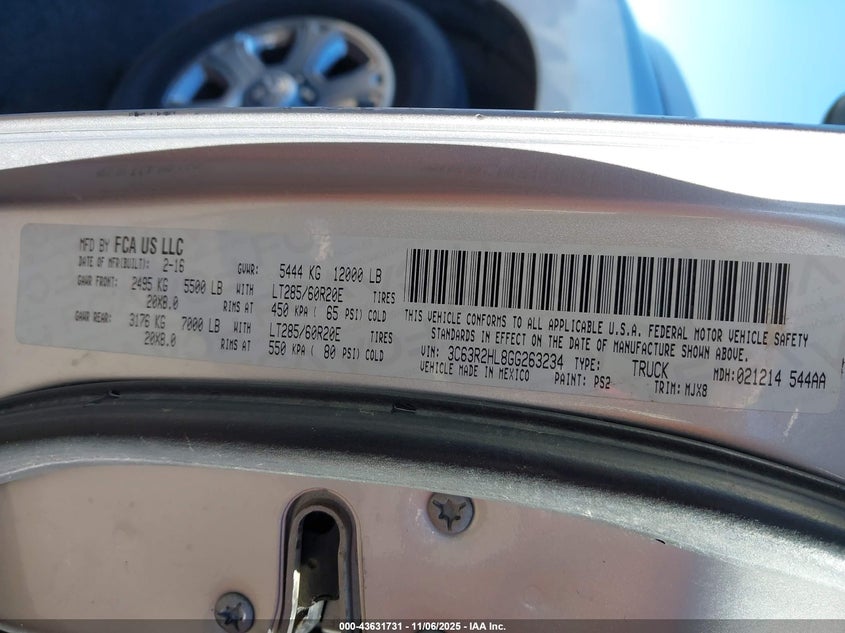 MFD BY FCA US LLC
DATE OF MFR(BUILT): 2-16
GVWR: 5444 KG 12000 LB
GAWR FRONT: 2495 KG 5500 LB WITH LT285/60R20E TIRES
20X8.0 RIMS AT 450 KPA ( 65 PSI) COLD
GAWR REAR: 3176 KG 7000 LB WITH LT285/60R20E TIRES
20X8.0 RIMS AT 550 KPA ( 80 PSI) COLD
THIS VEHICLE CONFORMS TO ALL APPLICABLE U.S.A. FEDERAL MOTOR VEHICLE SAFETY
STANDARDS IN EFFECT ON THE DATE OF MANUFACTURE SHOWN ABOVE.
VIN: 3C63R2HL8GG263234 TYPE: TRUCK MDH:021214 544AA
VEHICLE MADE IN MEXICO PAINT: PS2 TRIM: MJX8
000-43631731 - 11/06/2025 - IAA Inc.